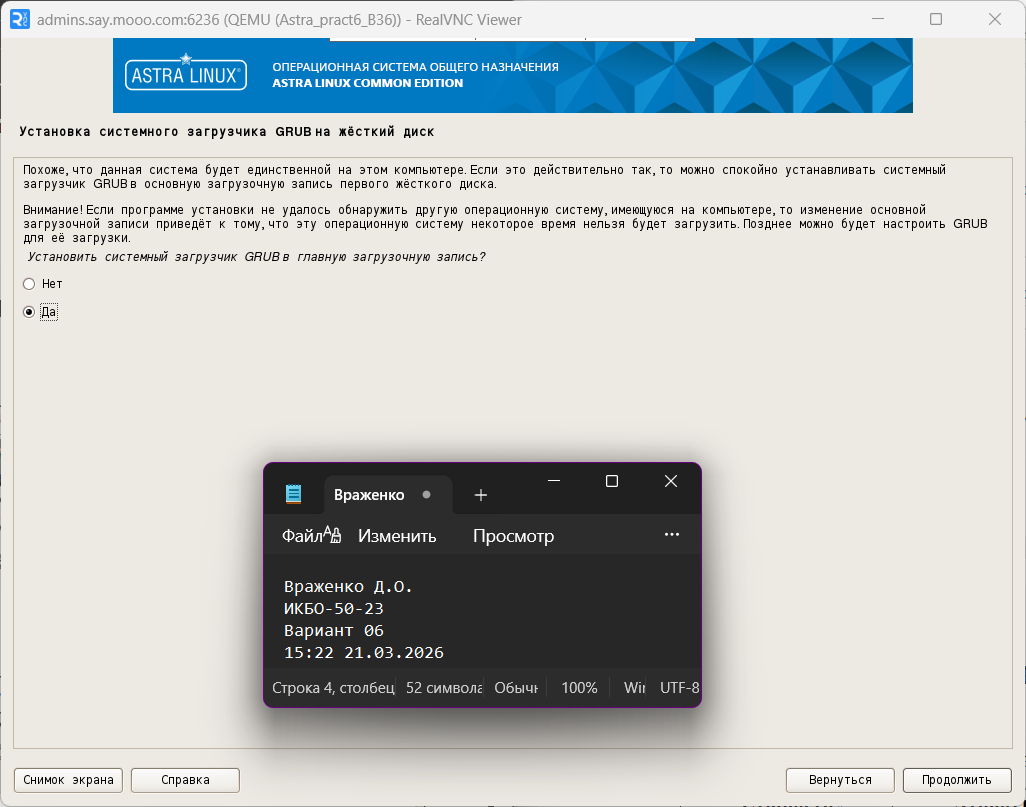 admins.say.mooo.com:6236 (QEMU (Astra_pract6_B36)) - RealVNC Viewer
ASTRA LINUX®
ОПЕРАЦИОННАЯ СИСТЕМА ОБЩЕГО НАЗНАЧЕНИЯ
ASTRA LINUX COMMON EDITION
Установка системного загрузчика GRUB на жёсткий диск
Похоже, что данная система будет единственной на этом компьютере. Если это действительно так, то можно спокойно устанавливать системный
загрузчик GRUB в основную загрузочную запись первого жёсткого диска.
Внимание! Если программе установки не удалось обнаружить другую операционную систему, имеющуюся на компьютере, то изменение основной
загрузочной записи приведёт к тому, что эту операционную систему некоторое время нельзя будет загрузить. Позднее можно будет настроить GRUB
для её загрузки.
Установить системный загрузчик GRUB в главную загрузочную запись?
Нет
Да
Враженко
Файл Изменить Просмотр
Враженко Д.О.
ИКБО-50-23
Вариант 06
15:22 21.03.2026
Строка 4, столбец 52 символа Обычн 100% Wir UTF-8
Снимок экрана Справка Вернуться Продолжить